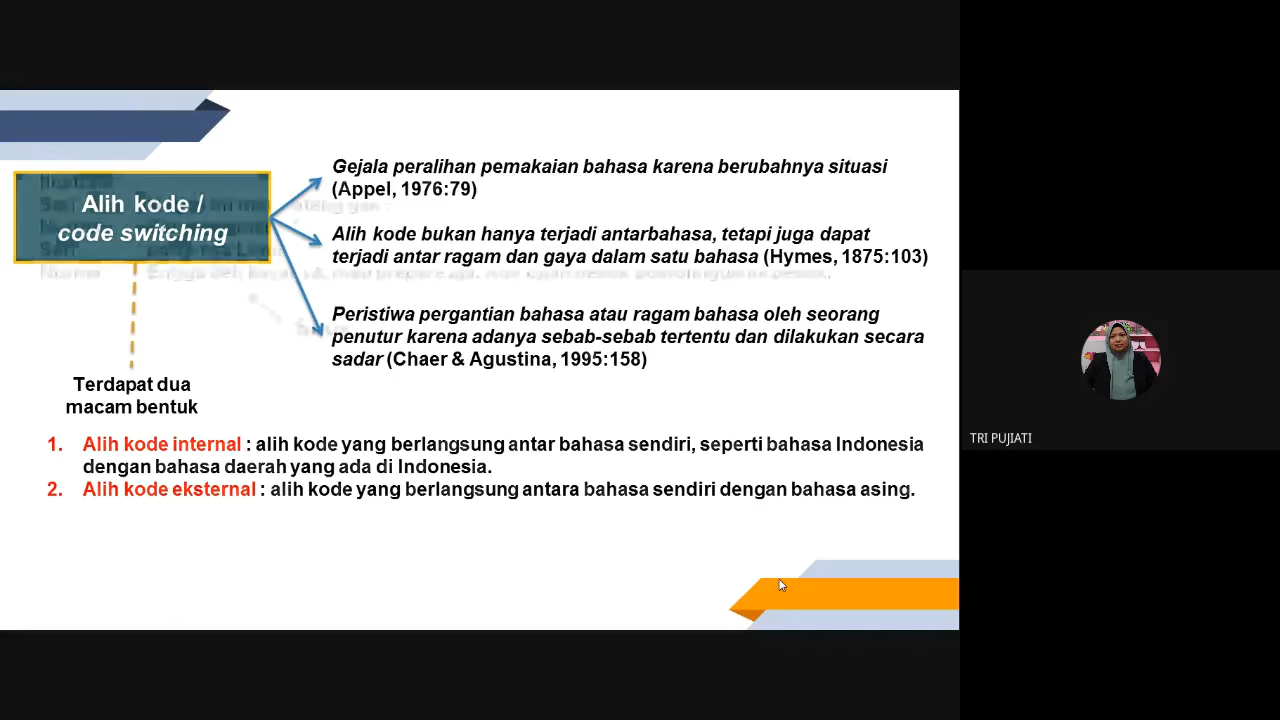 Alih kode /
code switching
Gejala peralihan pemakaian bahasa karena berubahnya situasi
(Appel, 1976:79)
Alih kode bukan hanya terjadi antarbahasa, tetapi juga dapat
terjadi antar ragam dan gaya dalam satu bahasa (Hymes, 1875:103)
Peristiwa pergantian bahasa atau ragam bahasa oleh seorang
penutur karena adanya sebab-sebab tertentu dan dilakukan secara
sadar (Chaer & Agustina, 1995:158)
Terdapat dua
macam bentuk
1. Alih kode internal : alih kode yang berlangsung antar bahasa sendiri, seperti bahasa Indonesia
dengan bahasa daerah yang ada di Indonesia.
2. Alih kode eksternal : alih kode yang berlangsung antara bahasa sendiri dengan bahasa asing.
TRI PUJIATI